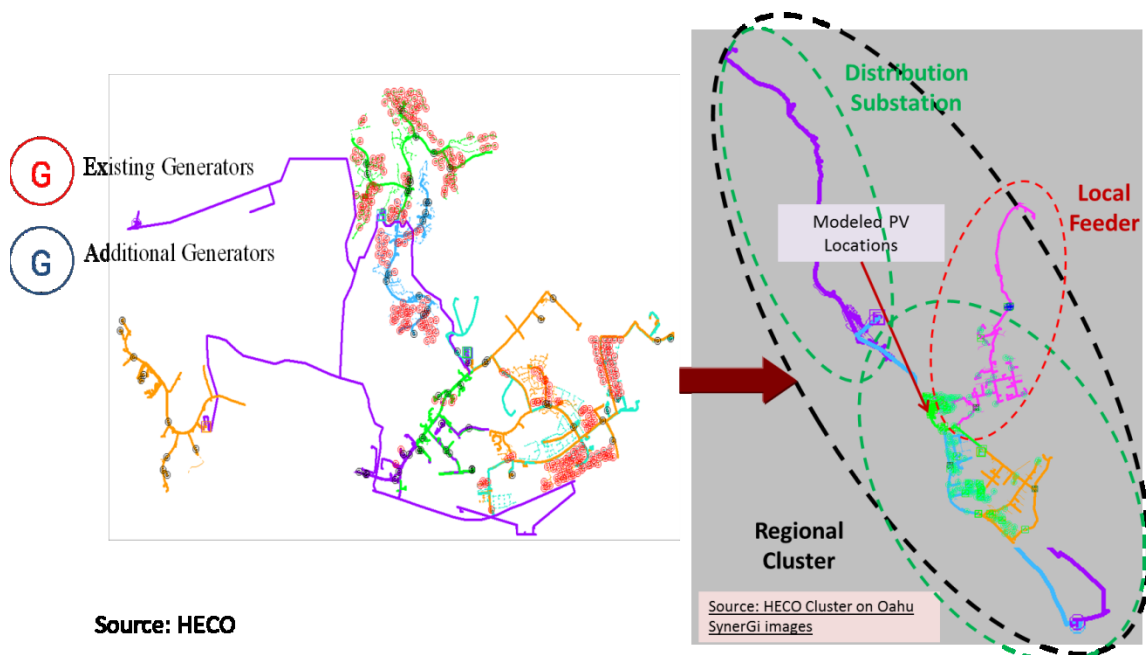 G
Existing Generators
G
Additional Generators
Source: HECO
Distribution
Substation
Modeled PV
Locations
Local
Feeder
Regional
Cluster
Source: HECO Cluster on Oahu
SynerGi images